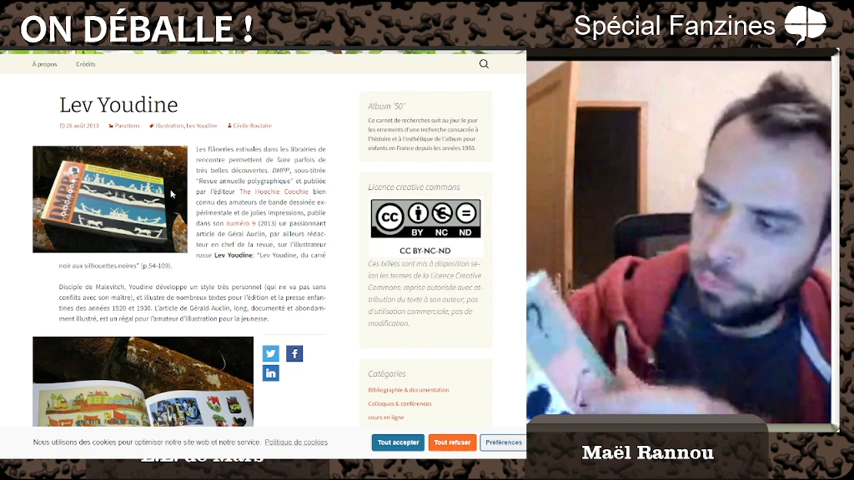 ON DÉBALLE !
Spécial Fanzines
À propos
Crédits
Lev Youdine
28 août 2013 Parutions illustration, Lev Youdine Cécile Boulaire
Les flâneries estivales dans les librairies de
rencontre permettent de faire parfois de
très belles découvertes. DMPP, sous-titrée
"Revue annuelle polygraphique" et publiée
par l'éditeur The Hoochie Coochie bien
connu des amateurs de bande dessinée ex-
périmentale et de jolies impressions, publie
dans son numéro 9 (2013) un passionnant
article de Géral Auclin, par ailleurs rédac-
teur en chef de la revue, sur l'illustrateur
russe Lev Youdine: "Lev Youdine, du carré
noir aux silhouettes noires" (p.54-109).
Disciple de Malevitch, Youdine développe un style très personnel (qui ne va pas sans
conflits avec son maître), et illustre de nombreux textes pour l'édition et la presse enfan-
tines des années 1920 et 1930. L'article de Gérald Auclin, long, documenté et abondam-
ment illustré, est un régal pour l'amateur d'illustration pour la jeunesse.
Album '50'
Ce carnet de recherches suit au jour le jour
les errements d'une recherche consacrée à
l'histoire et à l'esthétique de l'album pour
enfants en France depuis les années 1950.
Licence creative commons
CC BY NC ND
CC BY-NC-ND
Ces billets sont mis à disposition se-
lon les termes de la Licence Creative
Commons: reprise autorisée avec at-
tribution du texte à son auteur, pas
d'utilisation commerciale, pas de
modification.
Catégories
Bibliographie & documentation
Colloques & conférences
cours en ligne
Nous utilisons des cookies pour optimiser notre site web et notre service. Politique de cookies
Tout accepter
Tout refuser
Préférences
L.L. de Mars
Maël Rannou